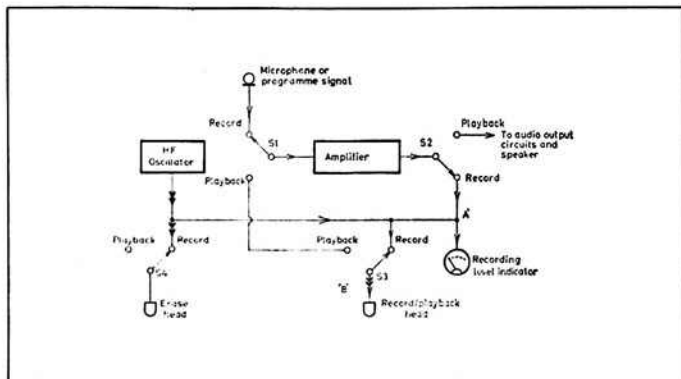 Microphone or
programme signal
Record
S1
Playback
To audio output
circuits and
speaker
HF
Oscillator
Amplifier
S2
Record
Playback
"A"
Playback
Record
Playback
Record
Recording
level indicator
S4
"B"
S3
Erase
head
Record/playback
head